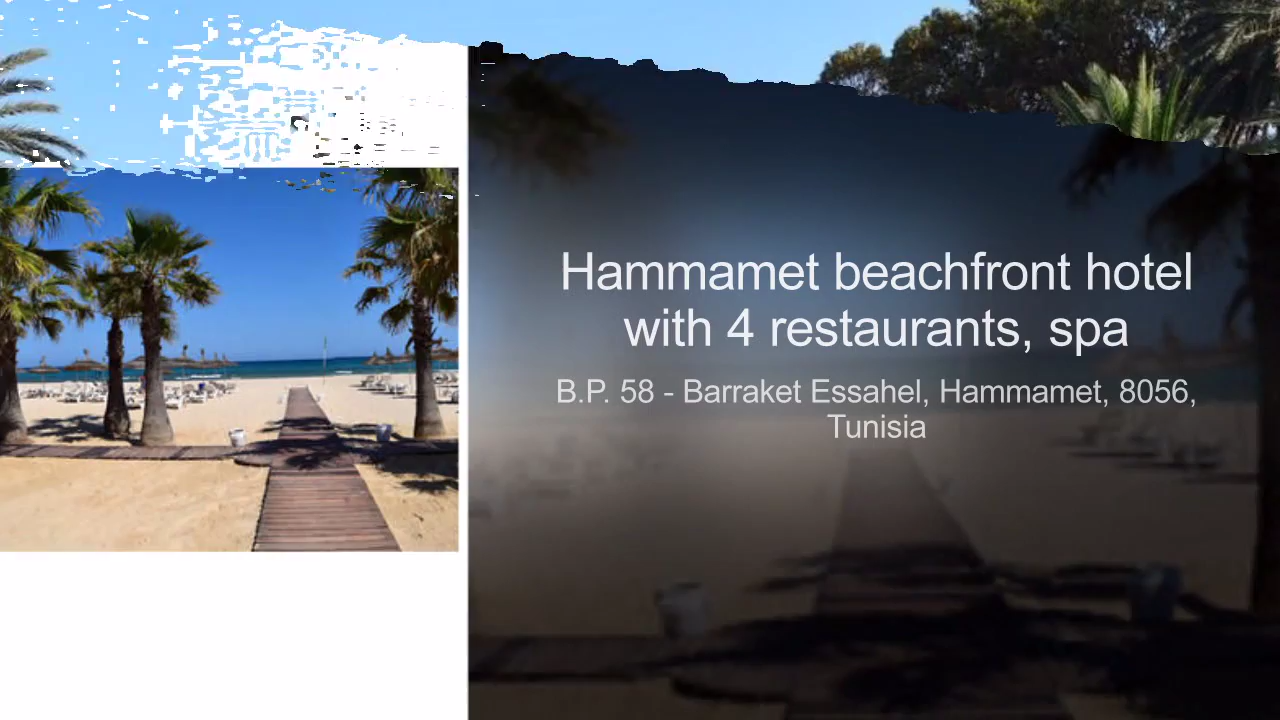 Hammamet beachfront hotel
with 4 restaurants, spa
B.P. 58 - Barraket Essahel, Hammamet, 8056,
Tunisia